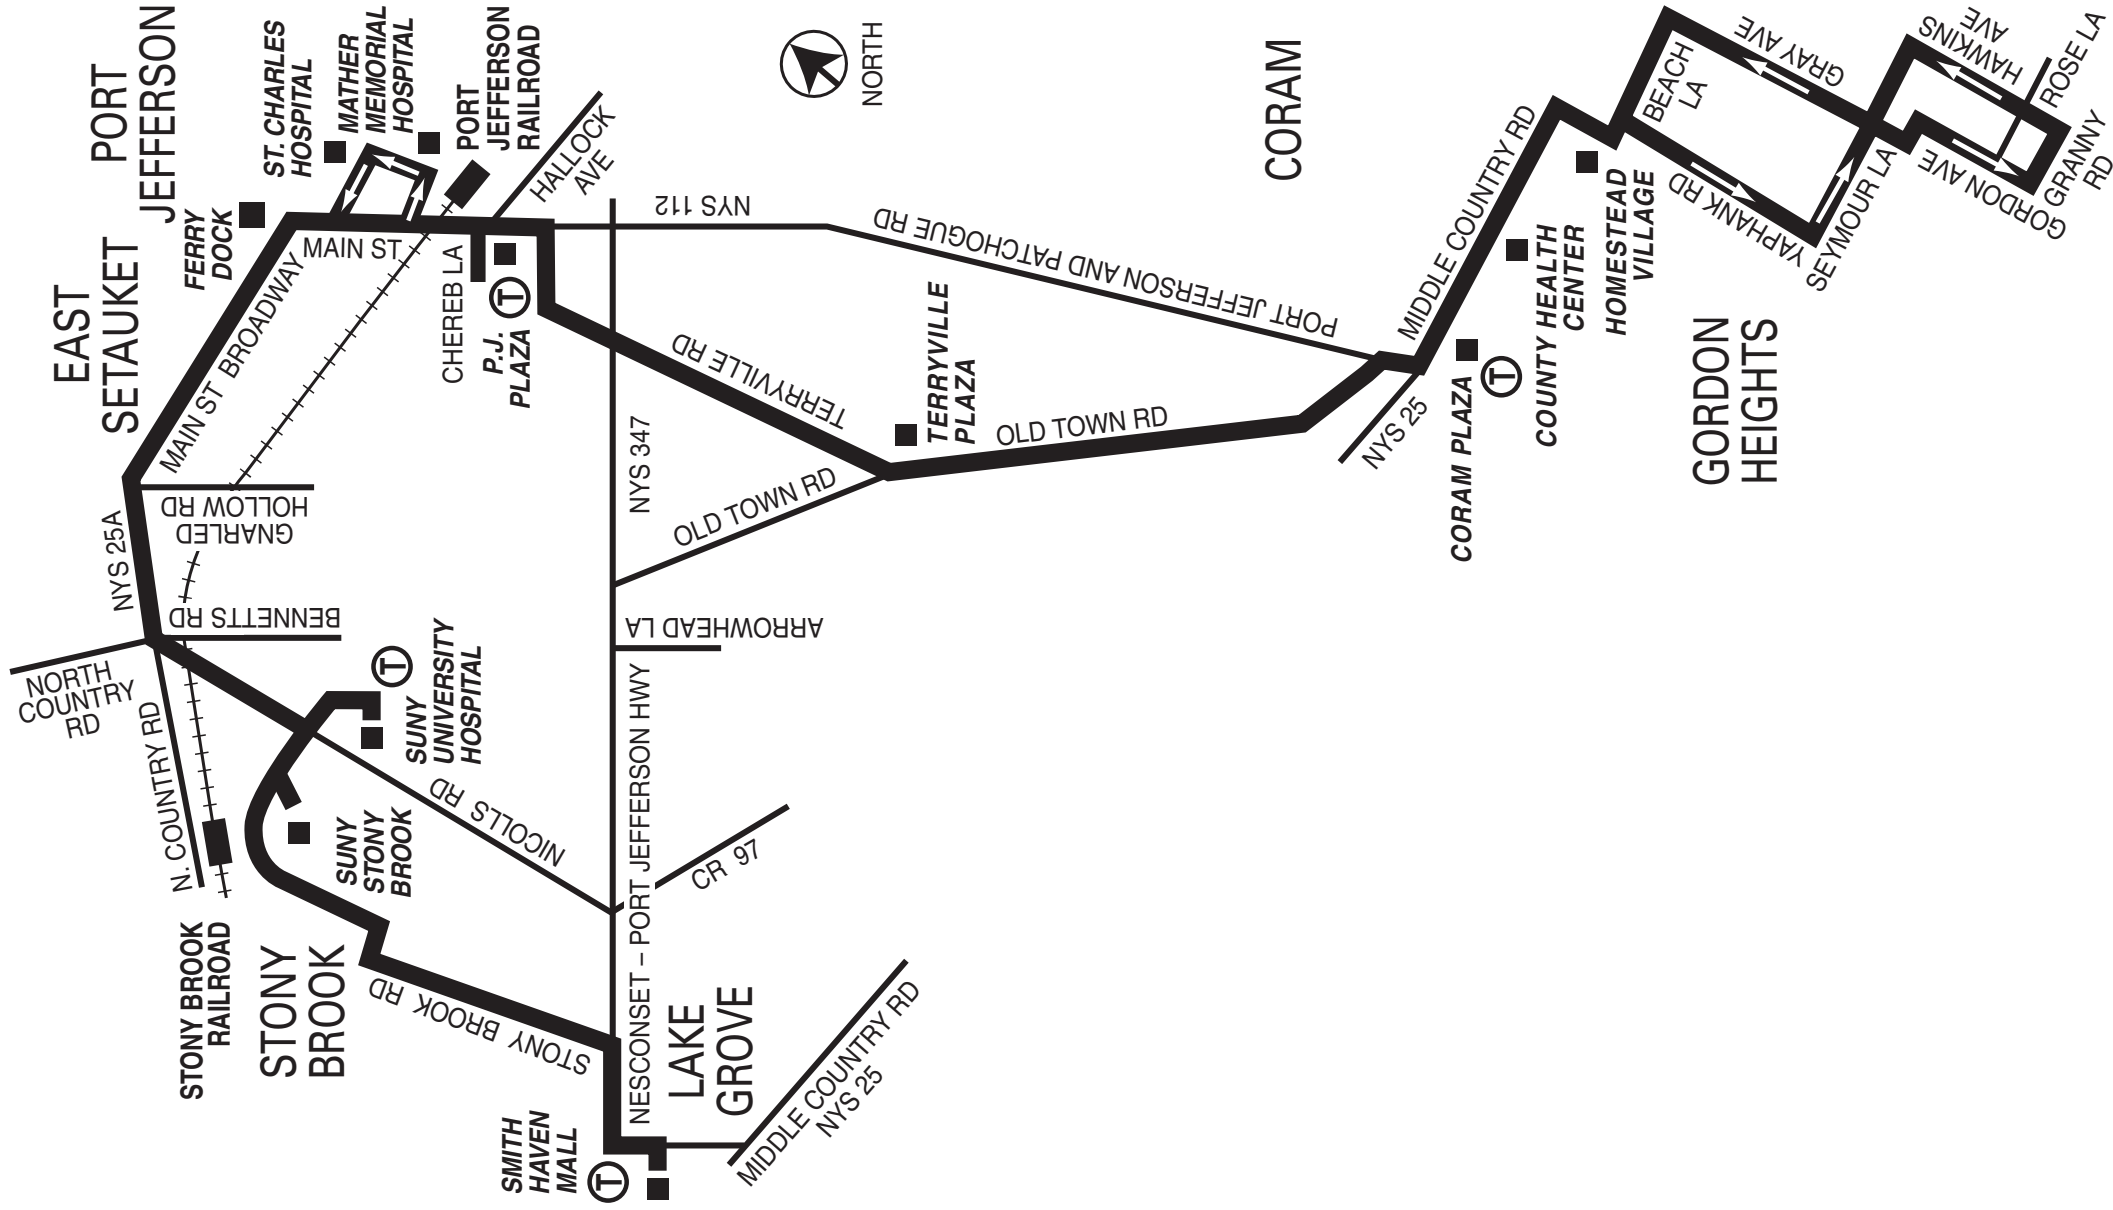 PORT
JEFFERSON
EAST
SETAUKET
ST. CHARLES
HOSPITAL
MATHER
MEMORIAL
HOSPITAL
PORT
JEFFERSON
RAILROAD
FERRY
DOCK
MAIN ST
HALLOCK
AVE
NORTH
CHEREB LA
P.J.
PLAZA
T
MAIN ST BROADWAY
NYS 25A
GNARLED
HOLLOW RD
BENNETTS RD
NORTH
COUNTRY
RD
N. COUNTRY RD
STONY BROOK
RAILROAD
STONY
BROOK
SUNY
STONY
BROOK
SUNY
UNIVERSITY
HOSPITAL
T
NICOLLS RD
STONY BROOK RD
SMITH
HAVEN
MALL
T
NESCONSET – PORT JEFFERSON HWY
LAKE
GROVE
MIDDLE COUNTRY RD
NYS 25
CR 97
ARROWHEAD LA
NYS 347
OLD TOWN RD
TERRYVILLE RD
NYS 112
PORT JEFFERSON AND PATCHOGUE RD
TERRYVILLE
PLAZA
OLD TOWN RD
NYS 25
CORAM
MIDDLE COUNTRY RD
CORAM PLAZA
T
COUNTY HEALTH
CENTER
HOMESTEAD
VILLAGE
GORDON
HEIGHTS
BEACH
LA
GRAY AVE
YAPHANK RD
SEYMOUR LA
HAWKINS
AVE
ROSE LA
GORDON AVE
GRANNY
RD